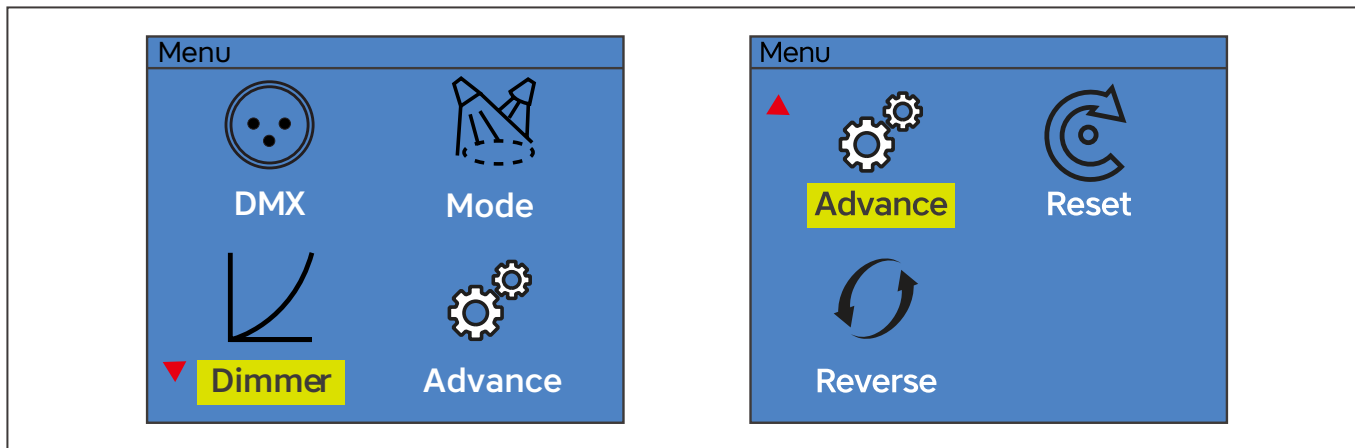 Menu
DMX
Mode
Dimmer
Advance
Menu
Advance
Reset
Reverse